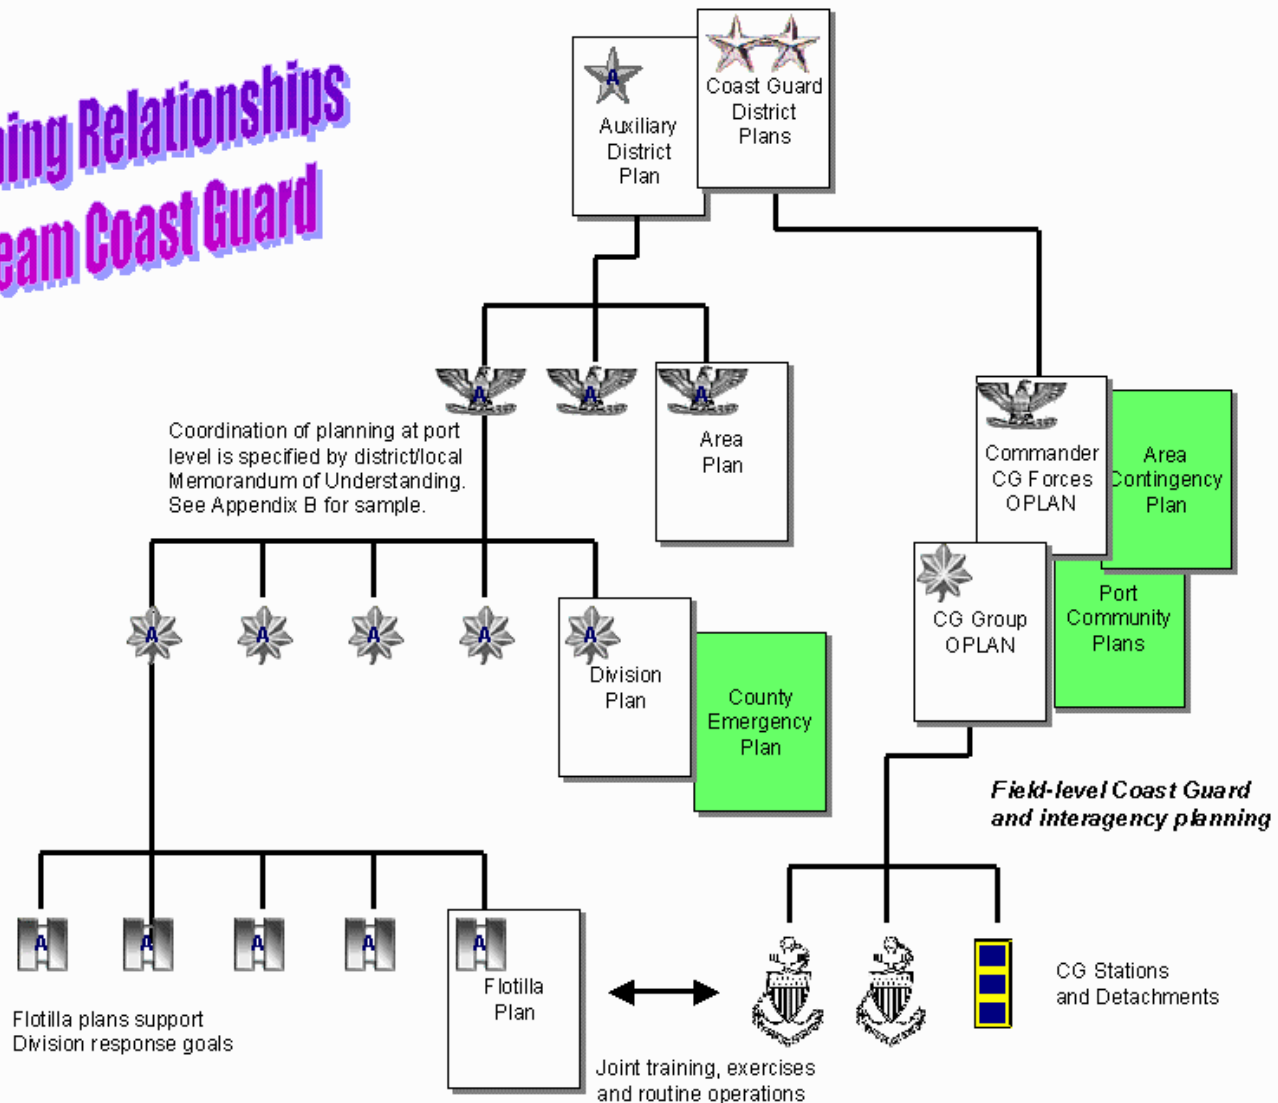 Relationships
Coast Guard
Coast Guard
District
Plans
A
Auxiliary
District
Plan
A
A
A
Area
Plan
Coordination of planning at port
level is specified by district/local
Memorandum of Understanding.
See Appendix B for sample.
Commander
CG Forces
OPLAN
Area
Contingency
Plan
CG Group
OPLAN
Port
Community
Plans
A
A
A
A
A
Division
Plan
County
Emergency
Plan
Field-level Coast Guard
and interagency planning
A
A
A
A
A
Flotilla
Plan
Flotilla plans support
Division response goals
Joint training, exercises
and routine operations
CG Stations
and Detachments